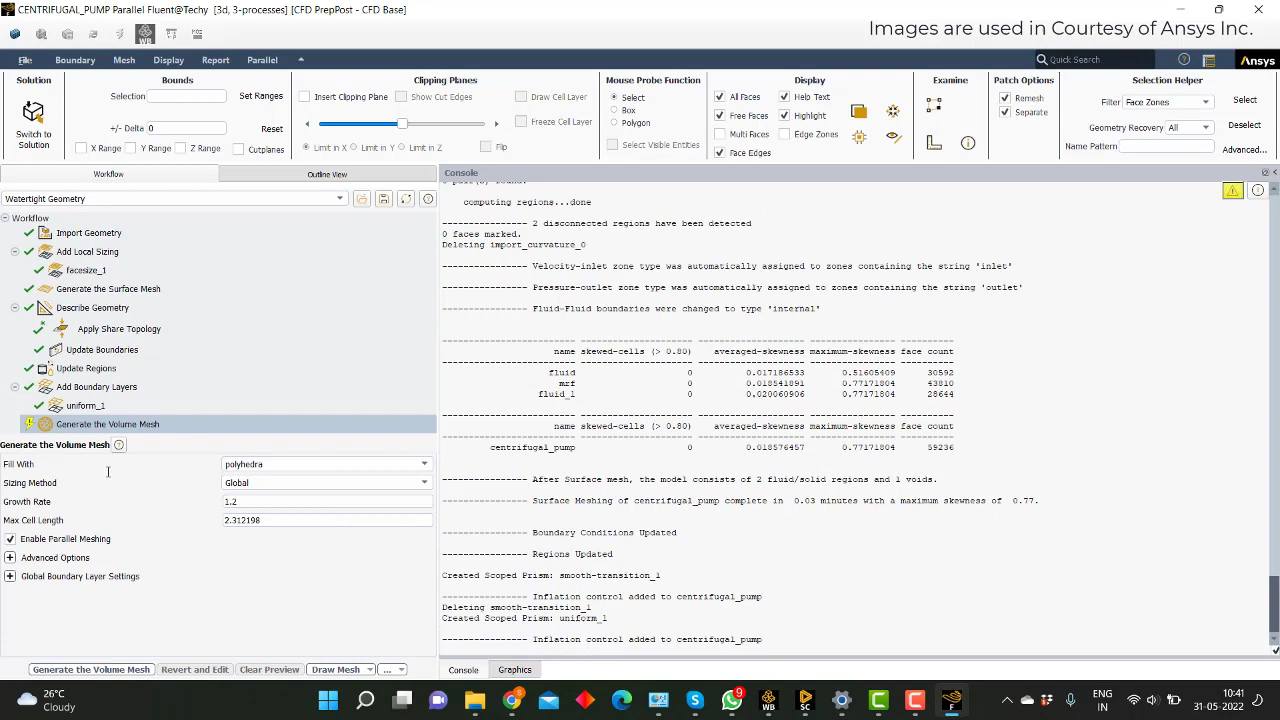 CENTRIFUGAL_PUMP Parallel Fluent@Techy [3d, 3-processes] [CFD PrepPost - CFD Base]
Images are used in Courtesy of Ansys Inc.
WB
File Boundary Mesh Display Report Parallel
Quick Search
Ansys
Solution
Switch to
Solution
Bounds
Selection
Set Ranges
+/- Delta 0
Reset
X Range Y Range Z Range Cutplanes
Clipping Planes
Insert Clipping Plane Show Cut Edges Draw Cell Layer
Freeze Cell Layer
Limit in X Limit in Y Limit in Z Flip
Mouse Probe Function
Select
Box
Polygon
Select Visible Entities
Display
All Faces Help Text
Free Faces Highlight
Multi Faces Edge Zones
Face Edges
Examine
Patch Options
Remesh
Separate
Selection Helper
Filter Face Zones Select
Geometry Recovery All Deselect
Name Pattern Advanced...
Workflow Outline View
Watertight Geometry
Workflow
Import Geometry
Add Local Sizing
facesize_1
Generate the Surface Mesh
Describe Geometry
Apply Share Topology
Update Boundaries
Update Regions
Add Boundary Layers
uniform_1
Generate the Volume Mesh
Generate the Volume Mesh
Fill With polyhedra
Sizing Method Global
Growth Rate 1.2
Max Cell Length 2.312198
Enable Parallel Meshing
Advanced Options
Global Boundary Layer Settings
Generate the Volume Mesh Revert and Edit Clear Preview Draw Mesh ...
Console
computing regions...done
--------------- 2 disconnected regions have been detected
0 faces marked.
Deleting import_curvature_0
--------------- Velocity-inlet zone type was automatically assigned to zones containing the string 'inlet'
--------------- Pressure-outlet zone type was automatically assigned to zones containing the string 'outlet'
--------------- Fluid-Fluid boundaries were changed to type 'internal'
name skewed-cells (> 0.80) averaged-skewness maximum-skewness face count
fluid 0 0.017186533 0.51605409 30592
mrf 0 0.018541891 0.77171804 43810
fluid_1 0 0.020060906 0.77171804 28644
name skewed-cells (> 0.80) averaged-skewness maximum-skewness face count
centrifugal_pump 0 0.018576457 0.77171804 59236
--------------- After Surface mesh, the model consists of 2 fluid/solid regions and 1 voids.
--------------- Surface Meshing of centrifugal_pump complete in 0.03 minutes with a maximum skewness of 0.77.
--------------- Boundary Conditions Updated
--------------- Regions Updated
Created Scoped Prism: smooth-transition_1
--------------- Inflation control added to centrifugal_pump
Deleting smooth-transition_1
Created Scoped Prism: uniform_1
--------------- Inflation control added to centrifugal_pump
Console Graphics
26°C
Cloudy
9
WB
SC
F
ENG
IN
10:41
31-05-2022